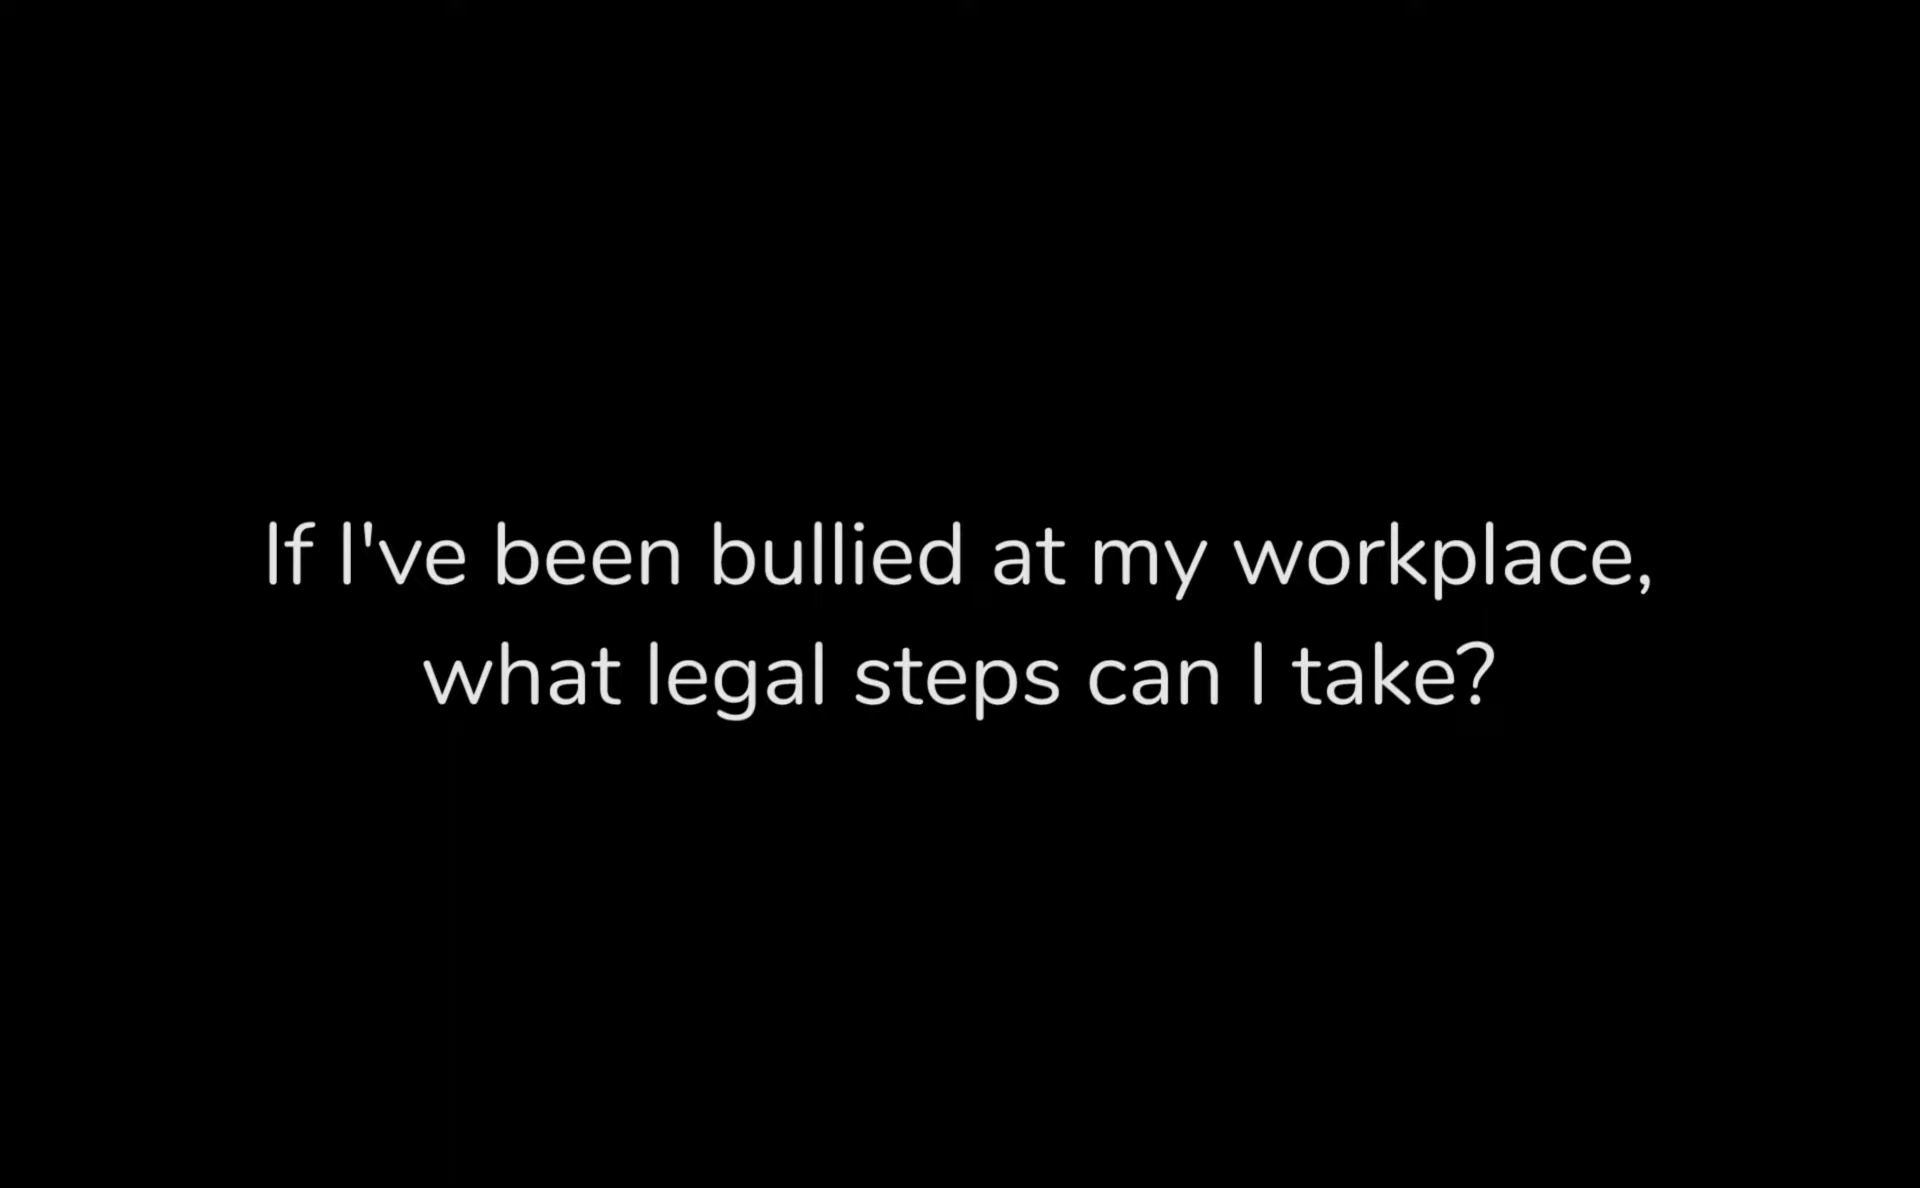 If I've been bullied at my workplace,
what legal steps can I take?